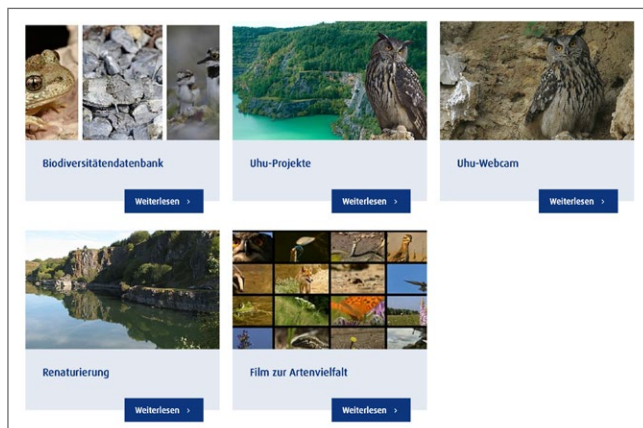 Biodiversitätendatenbank
Uhu-Projekte
Uhu-Webcam
Weiterlesen >
Weiterlesen >
Weiterlesen >
Renaturierung
Film zur Artenvielfalt
Weiterlesen >
Weiterlesen >